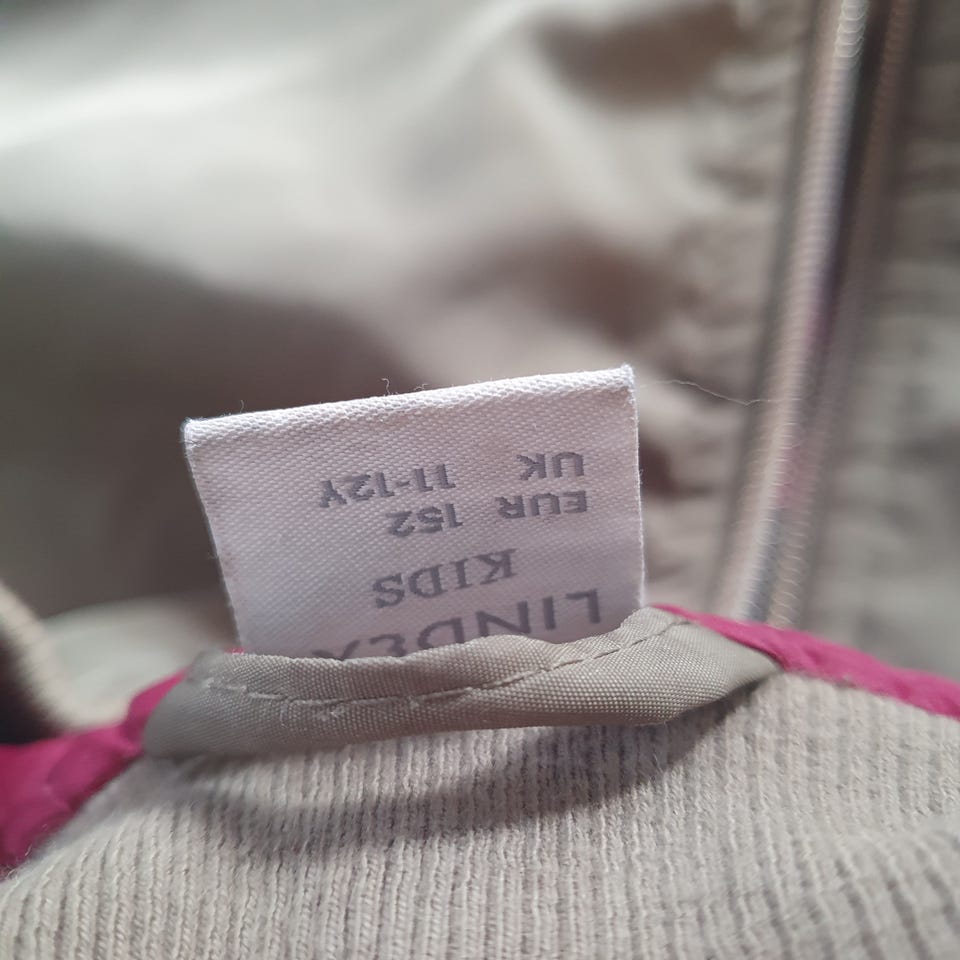 LINDEX
KIDS
EUR 152
UK 11-12Y